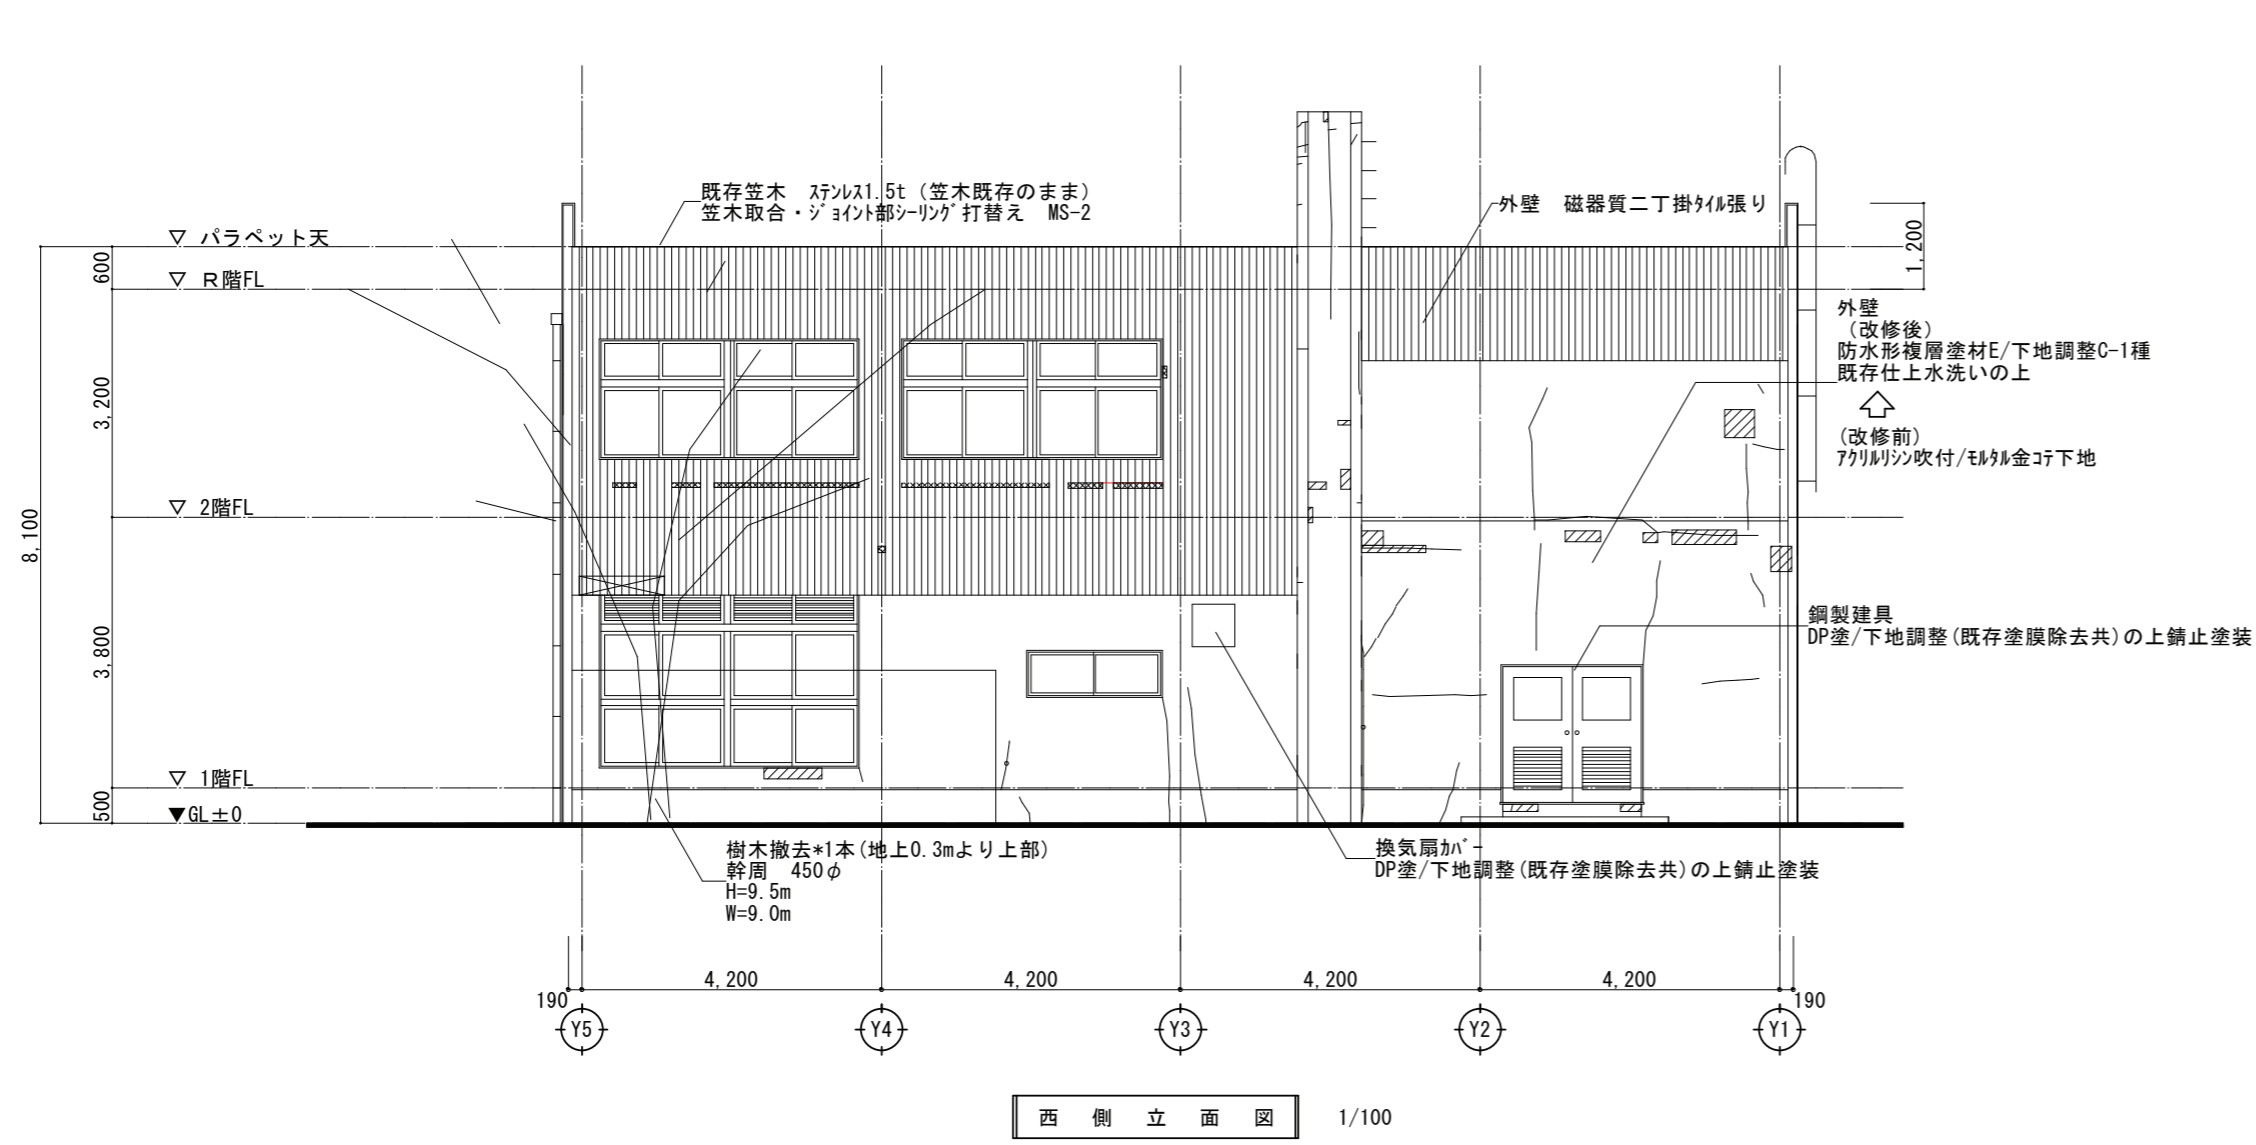 既存笠木　ｽﾃﾝﾚｽ1.5t（笠木既存のまま）
笠木取合・ｼﾞｮｲﾝﾄ部ｼｰﾘﾝｸﾞ打替え　MS-2
外壁　磁器質二丁掛ﾀｲﾙ張り
▽ パラペット天
600
▽ Ｒ階FL
1,200
外壁
（改修後）
防水形複層塗材E/下地調整C-1種
既存仕上水洗いの上
(改修前)
ｱｸﾘﾙﾘｼﾝ吹付/ﾓﾙﾀﾙ金ｺﾃ下地
3,200
▽ 2階FL
8,100
鋼製建具
DP塗/下地調整(既存塗膜除去共)の上錆止塗装
3,800
▽ 1階FL
500
▼GL±0
樹木撤去*1本(地上0.3mより上部)
幹周　450φ
H=9.5m
W=9.0m
換気扇ｶﾊﾞｰ
DP塗/下地調整(既存塗膜除去共)の上錆止塗装
190
4,200
4,200
4,200
4,200
190
Y5
Y4
Y3
Y2
Y1
西側立面図
1/100